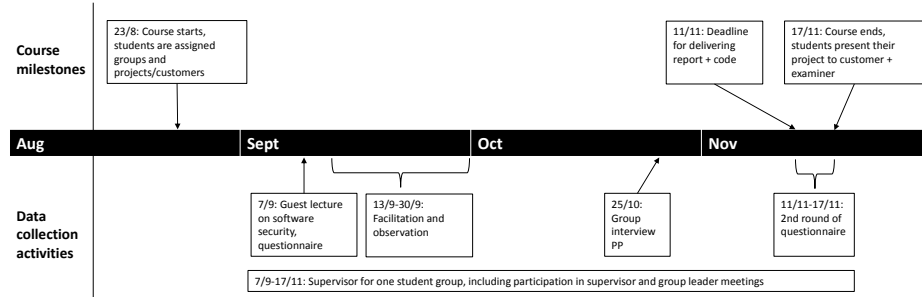 Course
milestones
23/8: Course starts,
students are assigned
groups and
projects/customers
11/11: Deadline
for delivering
report + code
17/11: Course ends,
students present their
project to customer +
examiner
Aug
Sept
Oct
Nov
Data
collection
activities
7/9: Guest lecture
on software
security,
questionnaire
13/9-30/9:
Facilitation and
observation
25/10:
Group
interview
PP
11/11-17/11:
2nd round of
questionnaire
7/9-17/11: Supervisor for one student group, including participation in supervisor and group leader meetings